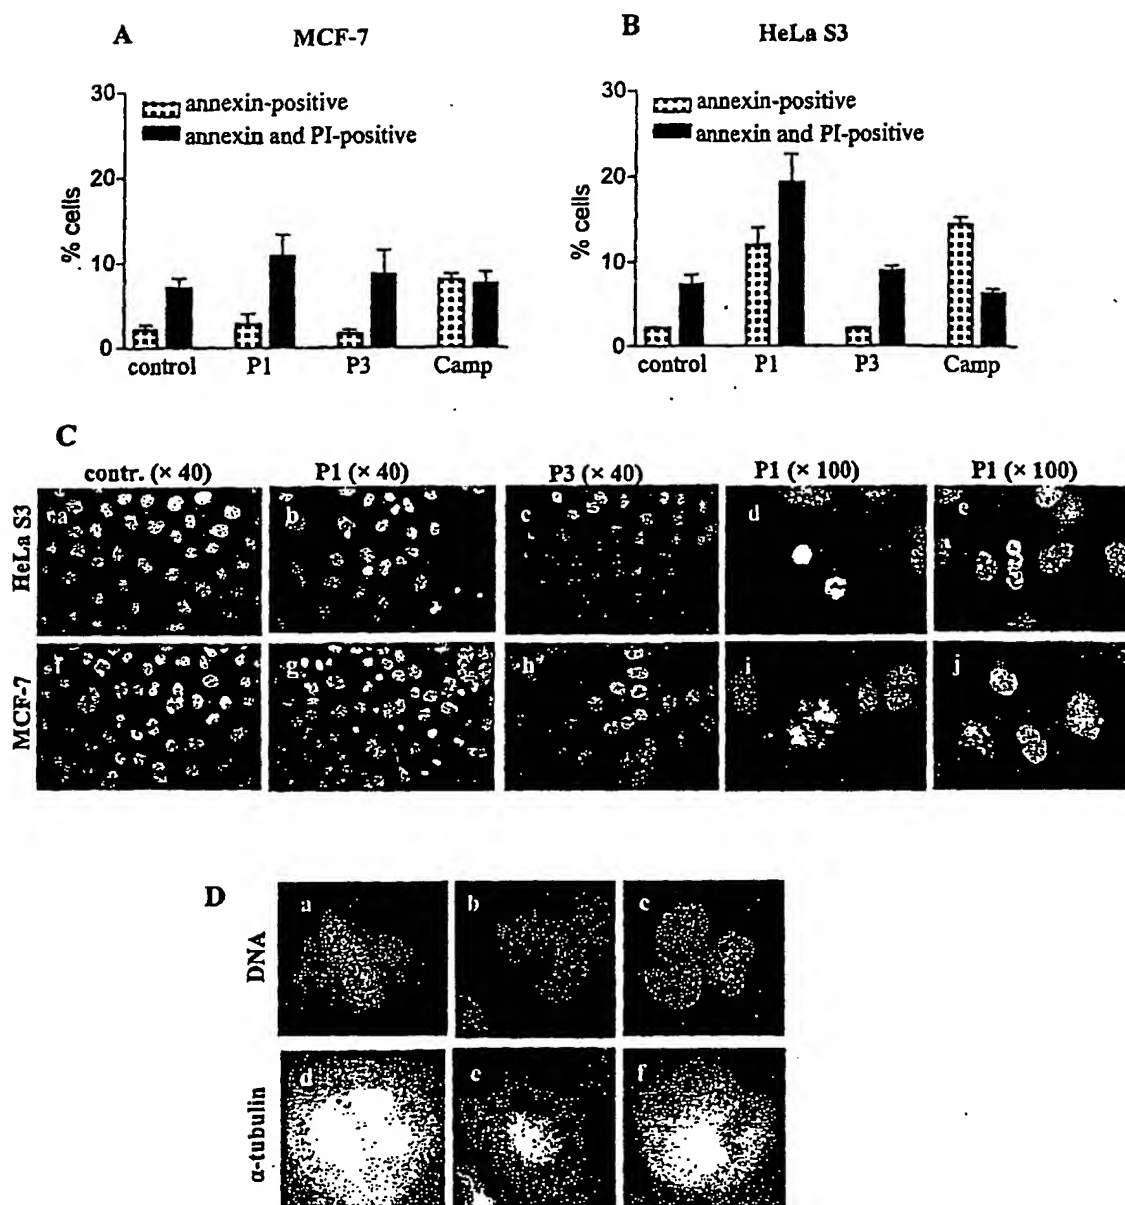 A
MCF-7
30
20
10
0
% cells
annexin-positive
annexin and PI-positive
control P1 P3 Camp
B
HeLa S3
30
20
10
0
% cells
annexin-positive
annexin and PI-positive
control P1 P3 Camp
C
contr. (× 40) P1 (× 40) P3 (× 40) P1 (× 100) P1 (× 100)
HeLa S3
a b c d e
MCF-7
f g h i j
D
DNA
a b c
α-tubulin
d e f